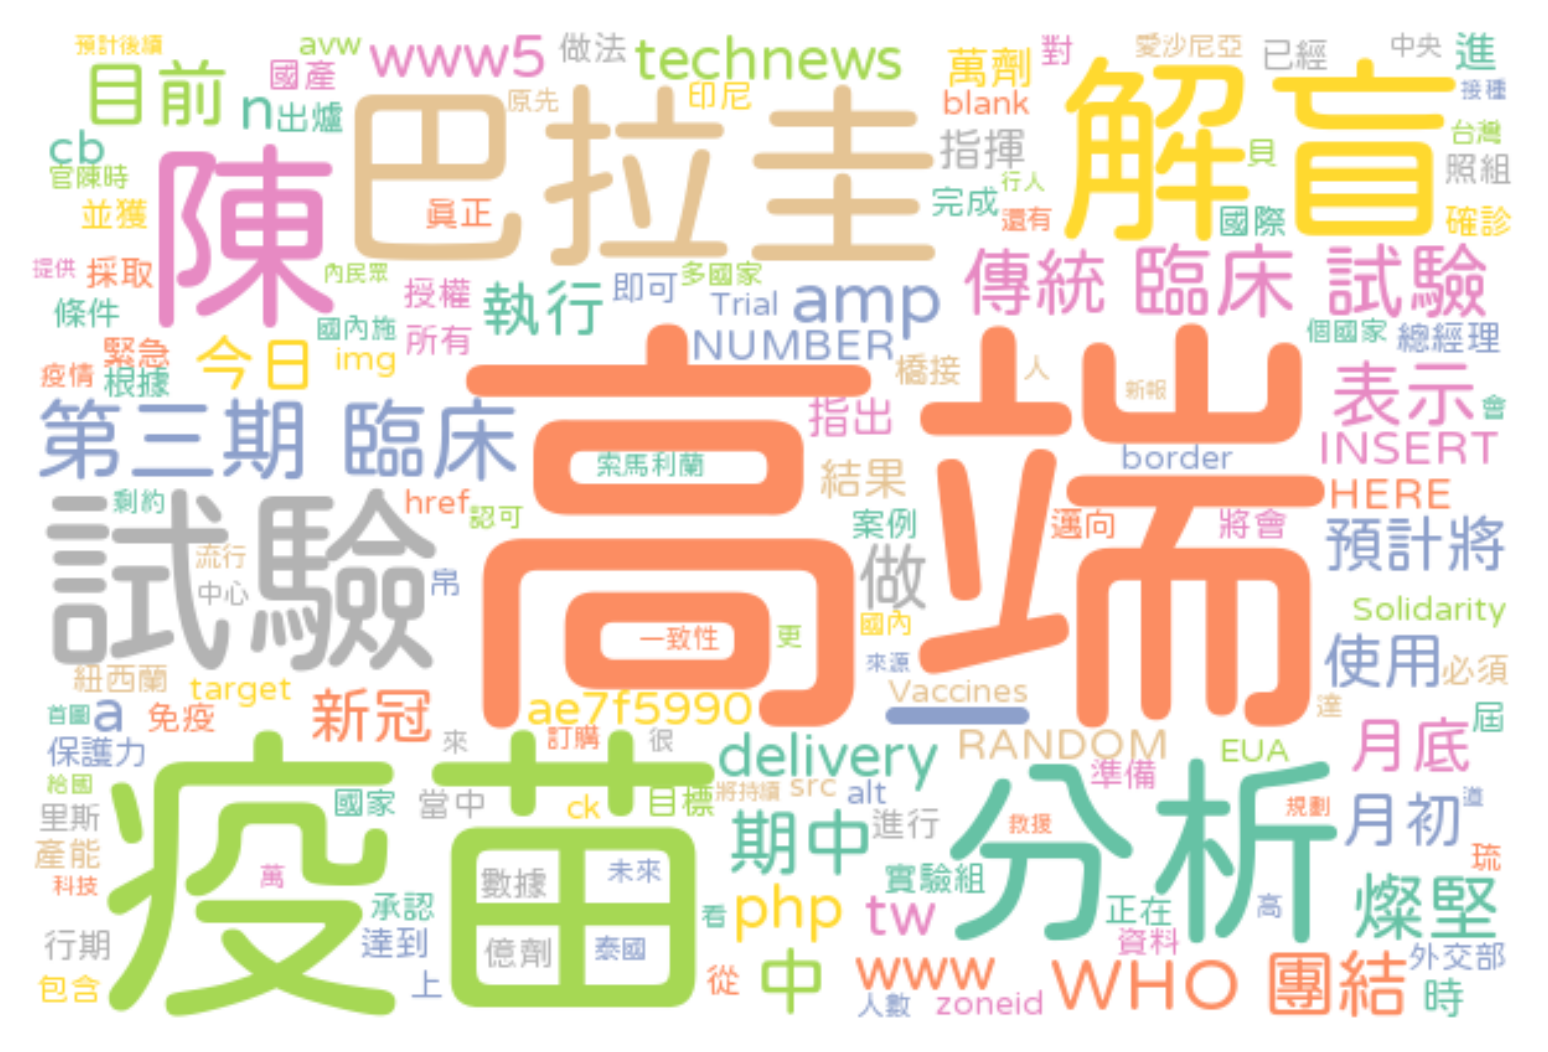 預計後續
avw
www5
做法
technews
萬劑
對
愛沙尼亞
已經
中央
進
目前
國產
n
出爐
巴拉圭
原先
印尼
blank
解盲
接種
cb
官陳時
陳
指揮
貝
台灣
照組
並獲
眞正
完成
行人
還有
國際
確診
提供
採取
內民眾
授權
執行
即可
多國家
Trial
amp
傳統 臨床 試驗
條件
國內施
所有
NUMBER
個國家
總經理
緊急
疫情
根據
今日
img
高端
橋接
人
新報
表示
會
第三期 臨床
指出
border
INSERT
索馬利蘭
結果
HERE
試驗
剩約
href
認可
案例
邁向
將會
預計將
流行
中心
帛
做
一致性
更
國內
Solidarity
來源
使用
必須
紐西蘭
target
新冠
ae7f5990
Vaccines
達
首圖
a
免疫
訂購
很
月底
屆
保護力
來
delivery
RANDOM
EUA
準備
給國
疫苗
國家
當中
ck
目標
將持續
src
alt
分析
規劃
月初
道
里斯
期中
進行
救援
產能
琉
科技
萬
數據
未來
實驗組
承認
看
php
tw
正在
高
燦堅
行期
達到
億劑
泰國
資料
外交部
包含
上
從
中
www
人數
zoneid
WHO 團結
時